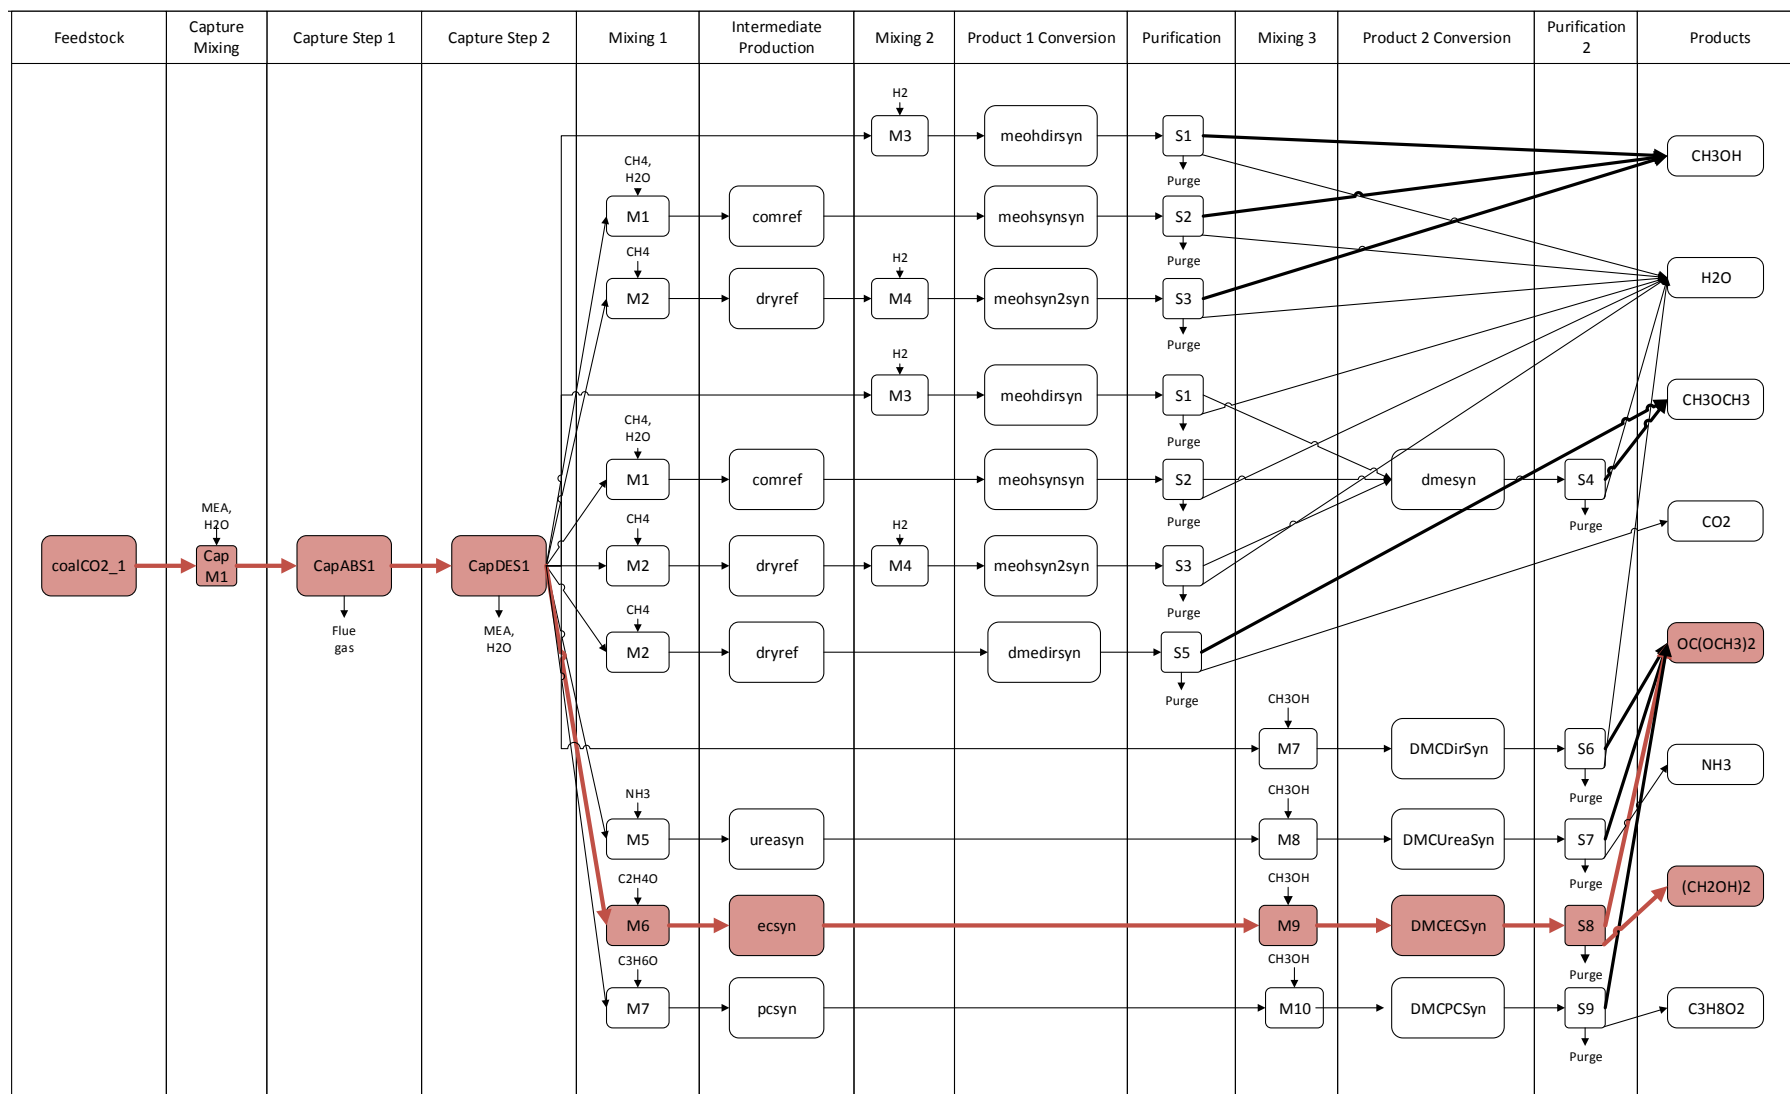 Feedstock
Capture
Mixing
Capture Step 1
Capture Step 2
Mixing 1
Intermediate
Production
Mixing 2
Product 1 Conversion
Purification
Mixing 3
Product 2 Conversion
Purification
2
Products
H2
M3
meohdirsyn
S1
Purge
CH3OH
CH4,
H2O
M1
comref
meohsynsyn
S2
Purge
CH4
M2
dryref
H2
M4
meohsyn2syn
S3
Purge
H2O
H2
M3
meohdirsyn
S1
Purge
CH3OCH3
CH4,
H2O
M1
comref
meohsynsyn
S2
Purge
dmesyn
S4
Purge
CO2
coalCO2_1
MEA,
H2O
Cap
M1
CapABS1
Flue
gas
CapDES1
MEA,
H2O
CH4
M2
dryref
H2
M4
meohsyn2syn
S3
Purge
CH4
M2
dryref
dmedirsyn
S5
Purge
OC(OCH3)2
CH3OH
M7
DMCDirSyn
S6
Purge
NH3
NH3
M5
ureasyn
CH3OH
M8
DMCUreaSyn
S7
Purge
C2H4O
M6
ecsyn
CH3OH
M9
DMCECSyn
S8
Purge
(CH2OH)2
C3H6O
M7
pcsyn
CH3OH
M10
DMCPCSyn
S9
Purge
C3H8O2